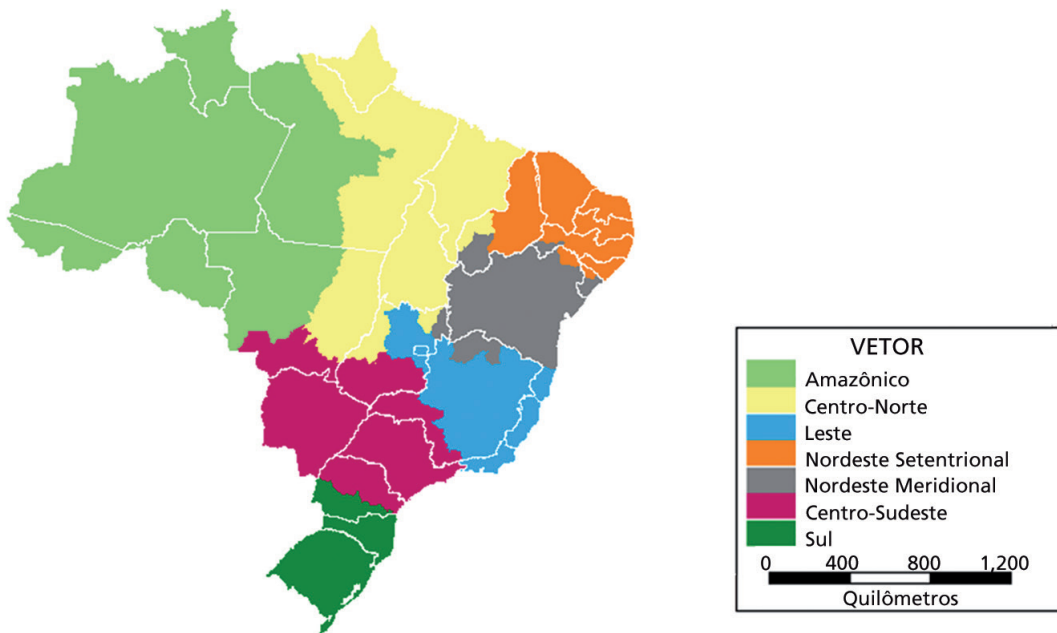 VETOR
Amazônico
Centro-Norte
Leste
Nordeste Setentrional
Nordeste Meridional
Centro-Sudeste
Sul
0 400 800 1,200
Quilômetros